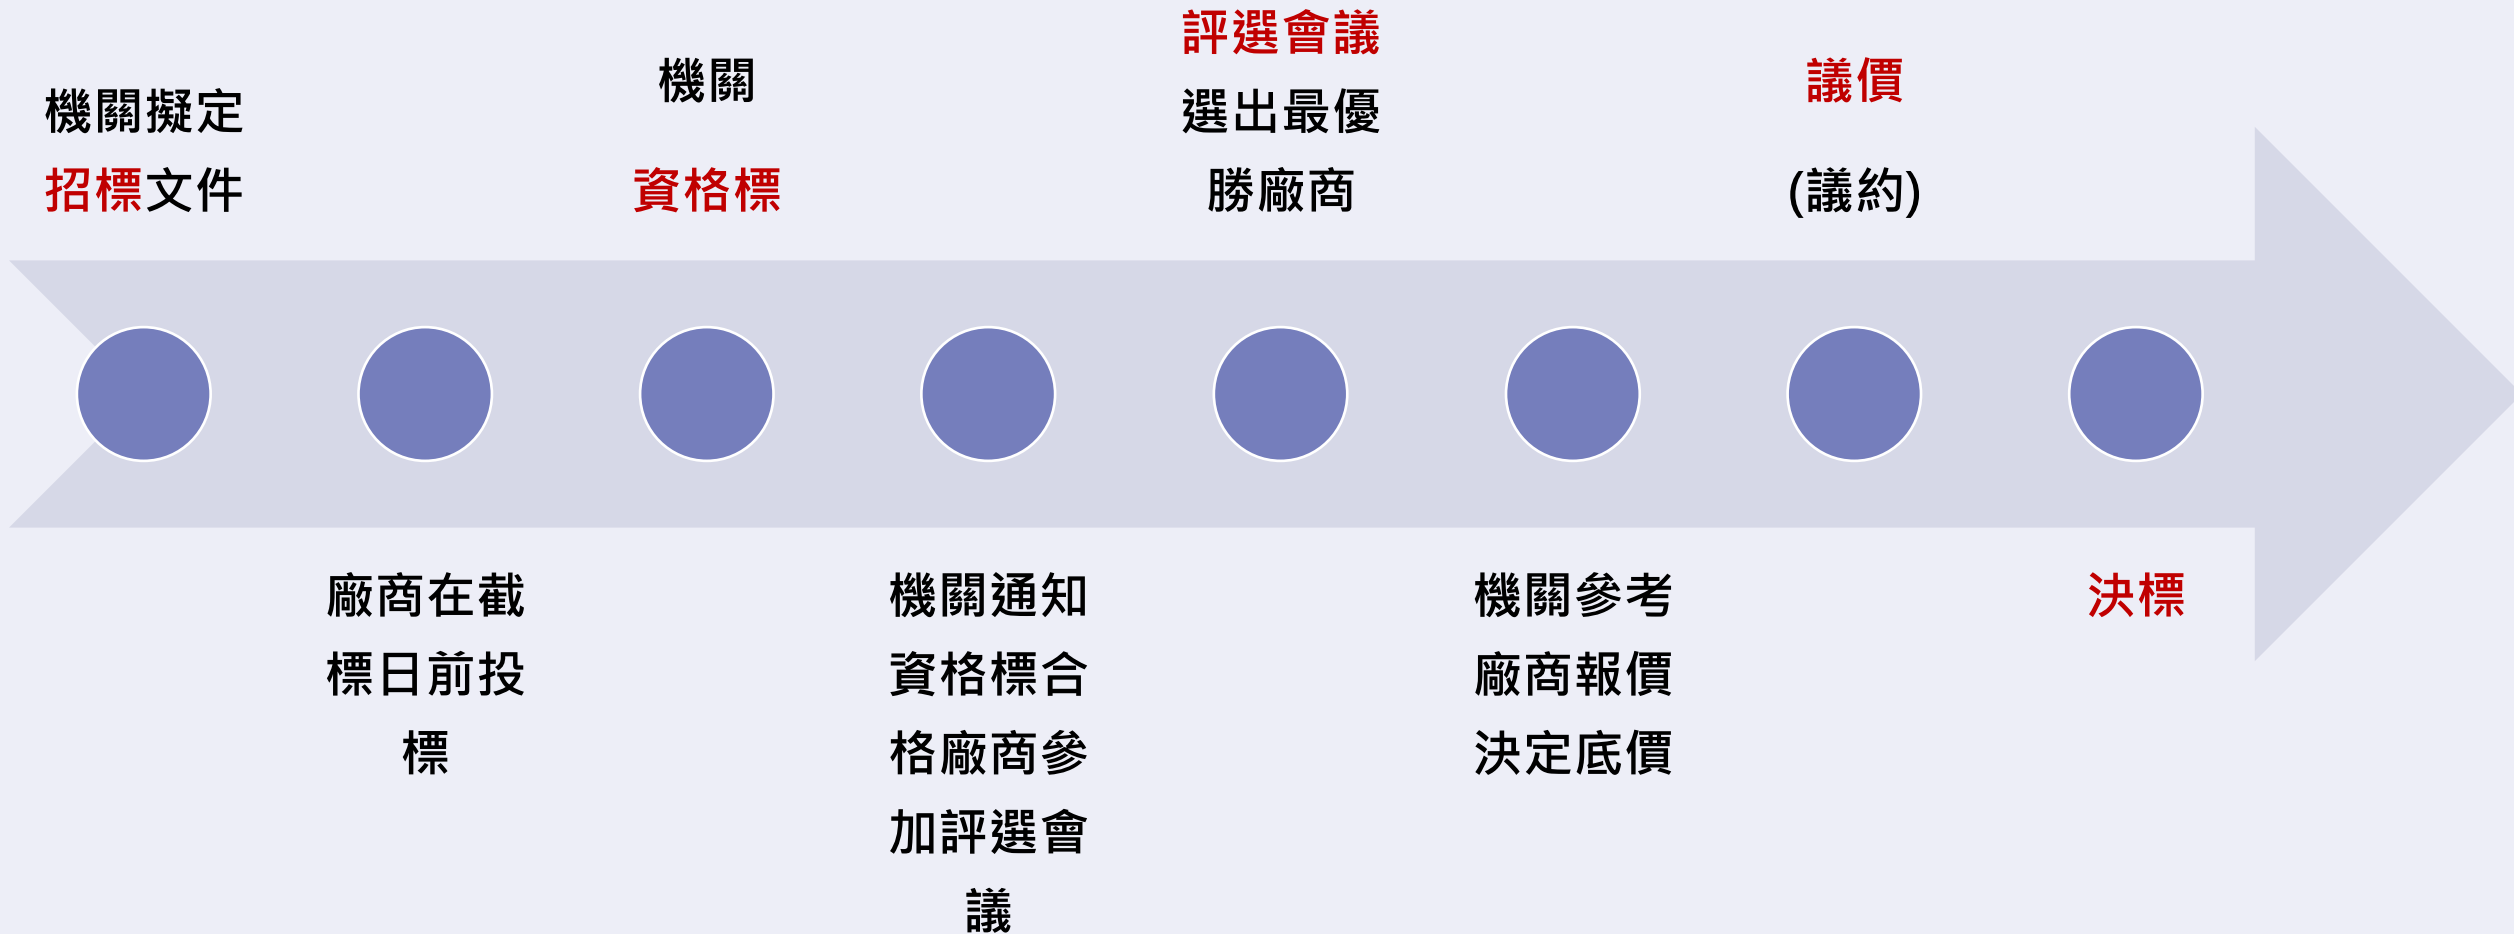 機關擬定
招標文件
廠商在截
標日前投
標
機關
資格標
機關通知
資格標合
格廠商參
加評選會
議
評選會議
選出最優
勝廠商
機關參考
廠商報價
決定底價
議價
(議約)
決標